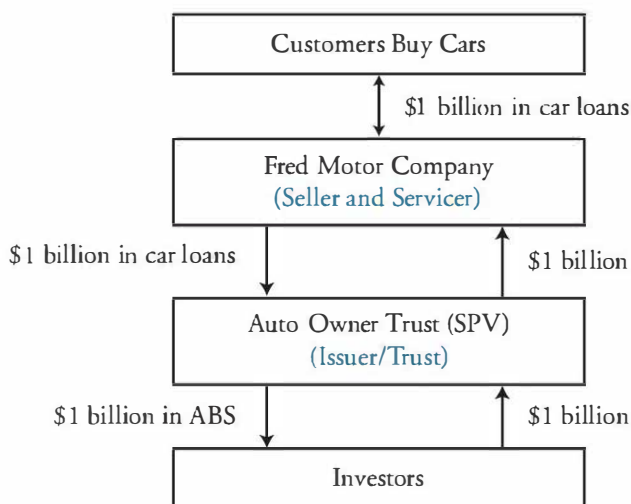 Customers Buy Cars
$1 billion in car loans
Fred Motor Company
(Seller and Servicer)
$1 billion in car loans
$1 billion
Auto Owner Trust (SPV)
(Issuer/Trust)
$1 billion in ABS
$1 billion
Investors